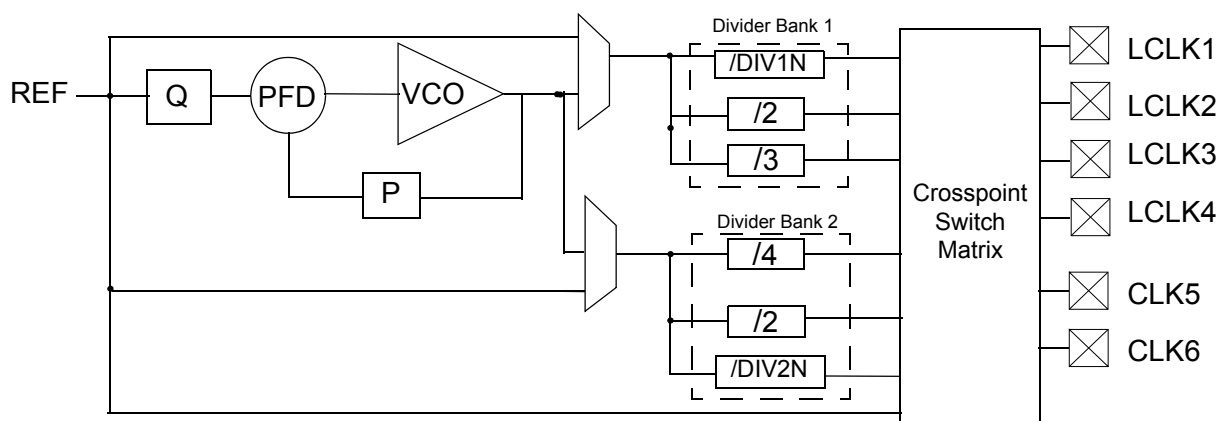 Divider Bank 1
REF
Q
PFD
VCO
P
/DIV1N
/2
/3
Divider Bank 2
/4
/2
/DIV2N
Crosspoint
Switch
Matrix
LCLK1
LCLK2
LCLK3
LCLK4
CLK5
CLK6